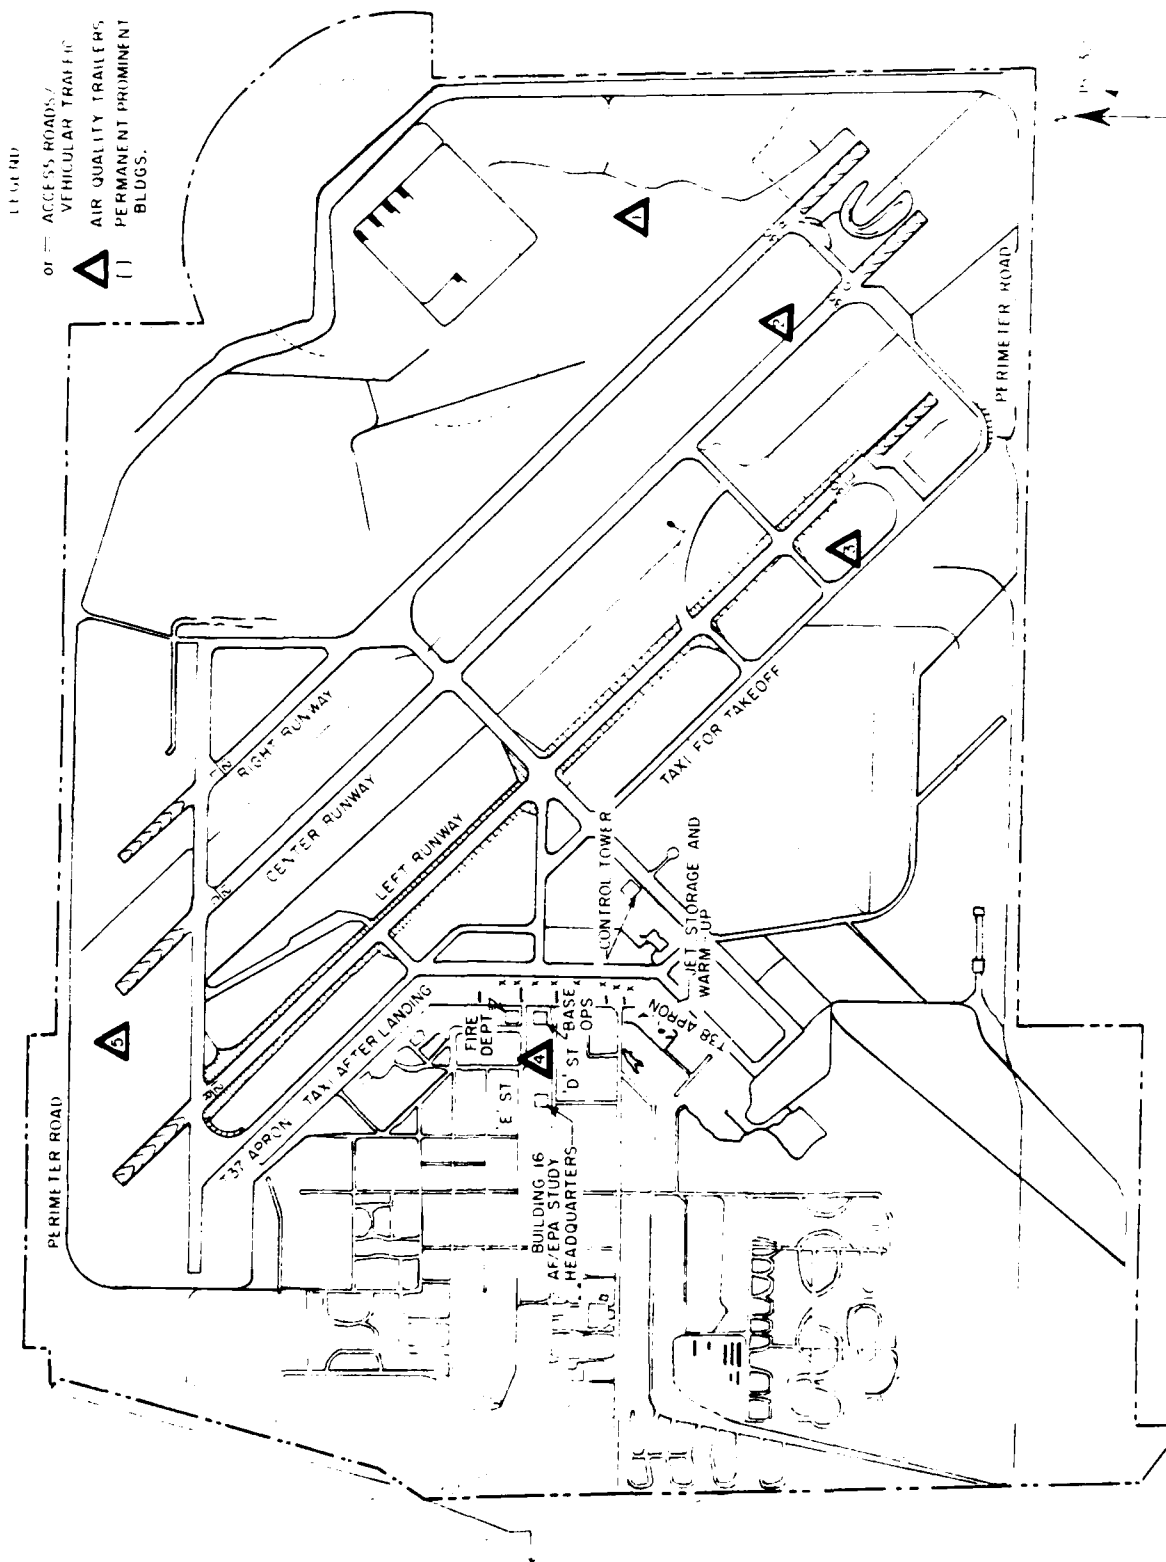 LEGEND
or = ACCESS ROADS/
VEHICULAR TRAFFIC
AIR QUALITY TRAILERS
[ ] PERMANENT PROMINENT
BLDGS.
PERIMETER ROAD
5
1
2
3
4
RIGHT RUNWAY
CENTER RUNWAY
LEFT RUNWAY
TAXI FOR TAKEOFF
PERIMETER ROAD
CONTROL TOWER
JET STORAGE AND
WARM-UP
T38 APRON
T37 APRON
TAXI AFTER LANDING
FIRE
DEPT
'E' ST
'D' ST
BASE
OPS
BUILDING 16
AF/EPA STUDY
HEADQUARTERS